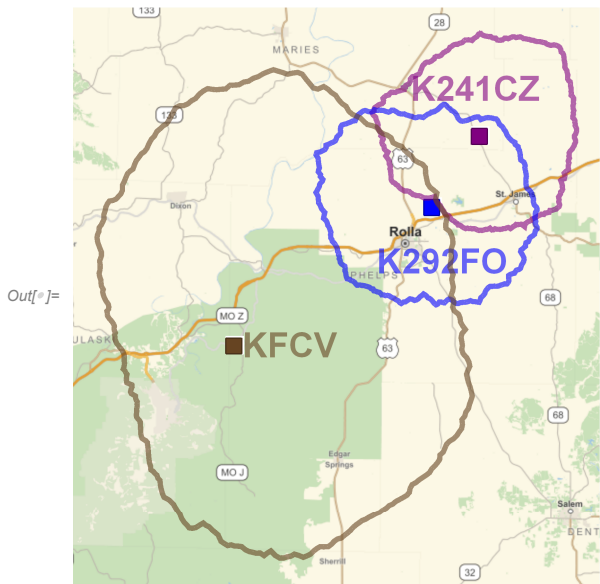 133
28
MARIES
K241CZ
133
63
Dixon
St. James
Rolla
K292FO
PHELPS
Out[ ]=
MO Z
ULASK
KFCV
63
68
68
Edgar
Springs
MO J
Salem
DENT
Sherrill
32